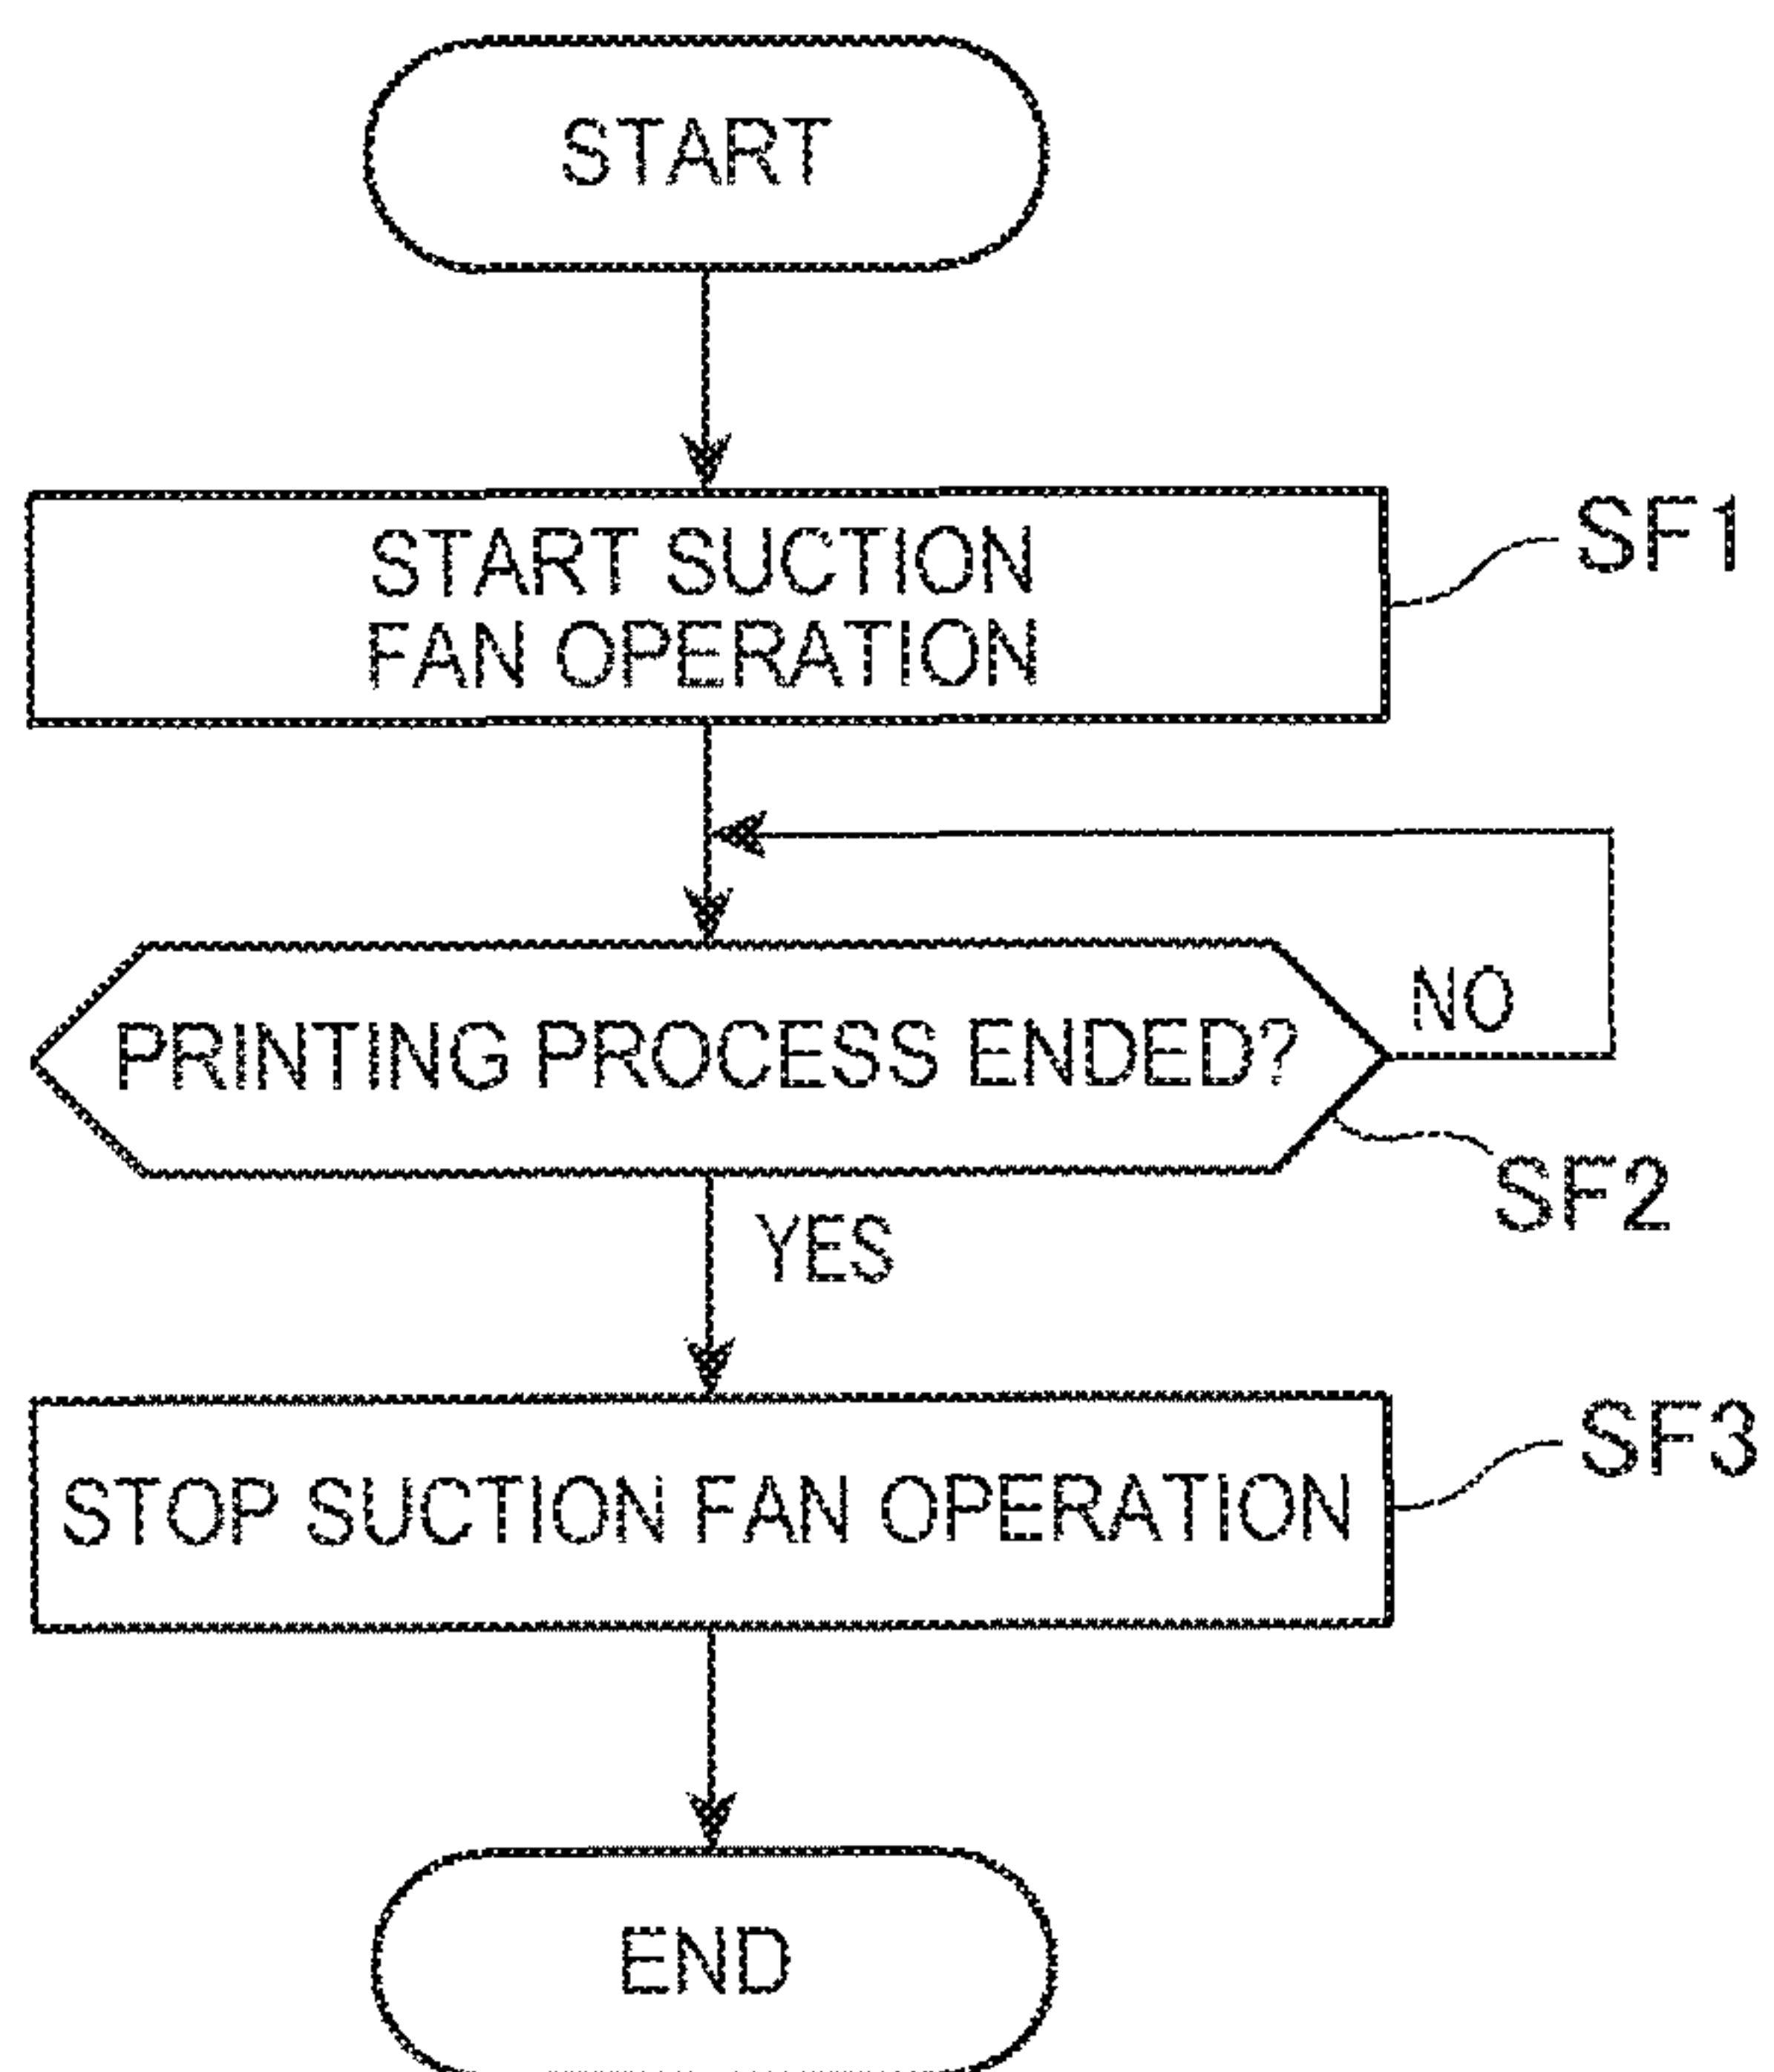 START
START SUCTION
FAN OPERATION
SF1
PRINTING PROCESS ENDED?
NO
SF2
YES
STOP SUCTION FAN OPERATION
SF3
END